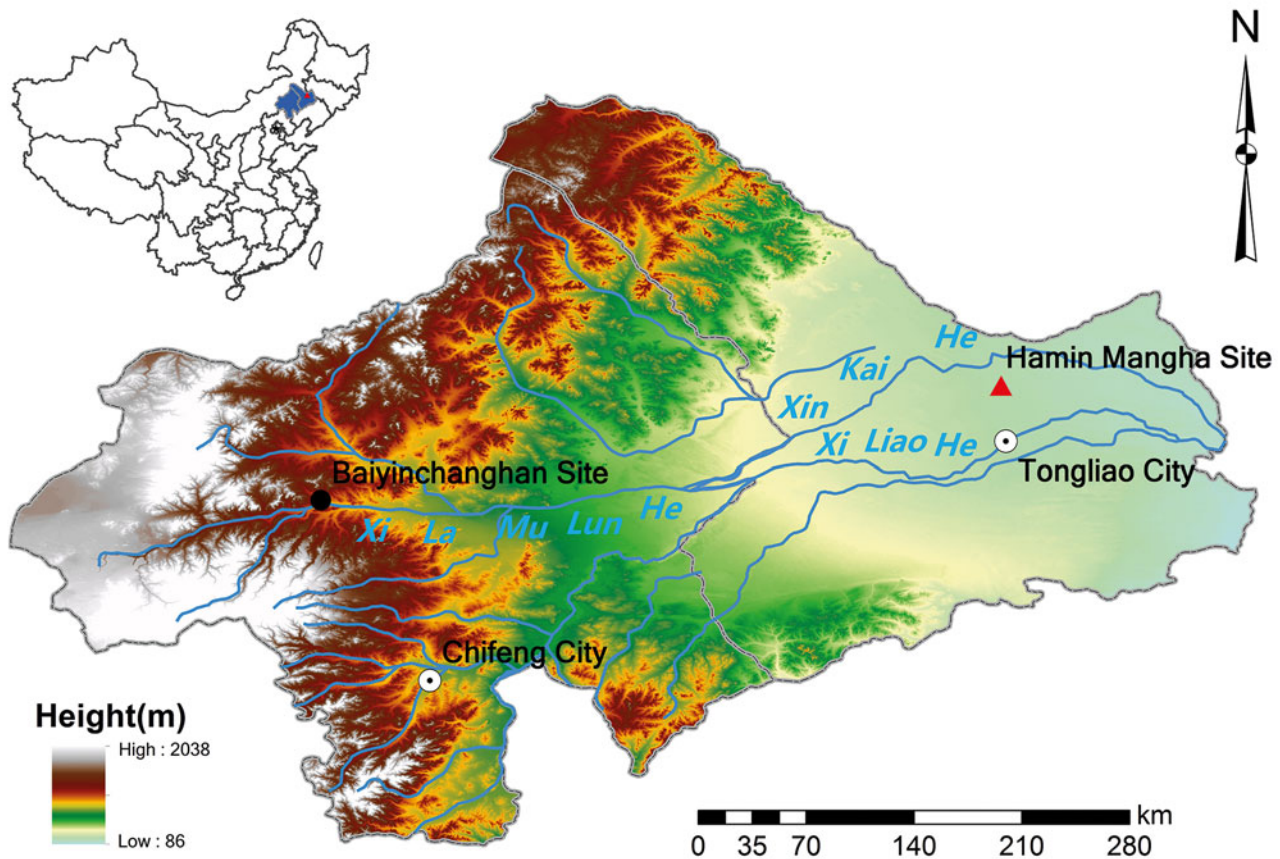 N
He
Hamin Mangha Site
Kai
Xin
Xi Liao He
Tongliao City
Baiyinchanghan Site
Xi La Mu Lun He
Chifeng City
Height(m)
High : 2038
Low : 86
km
0 35 70 140 210 280